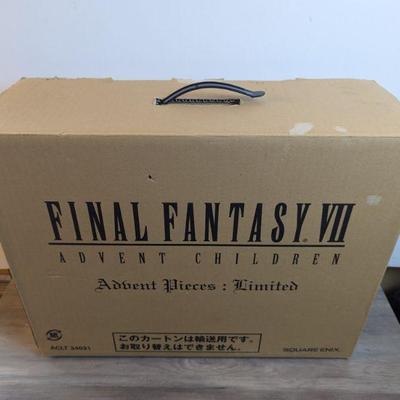 FINAL FANTASY VII
ADVENT CHILDREN
Advent Pieces : Limited
このカートンは輸送用です。
お取り替えはできません。
ACLT 34031
SQUARE ENIX